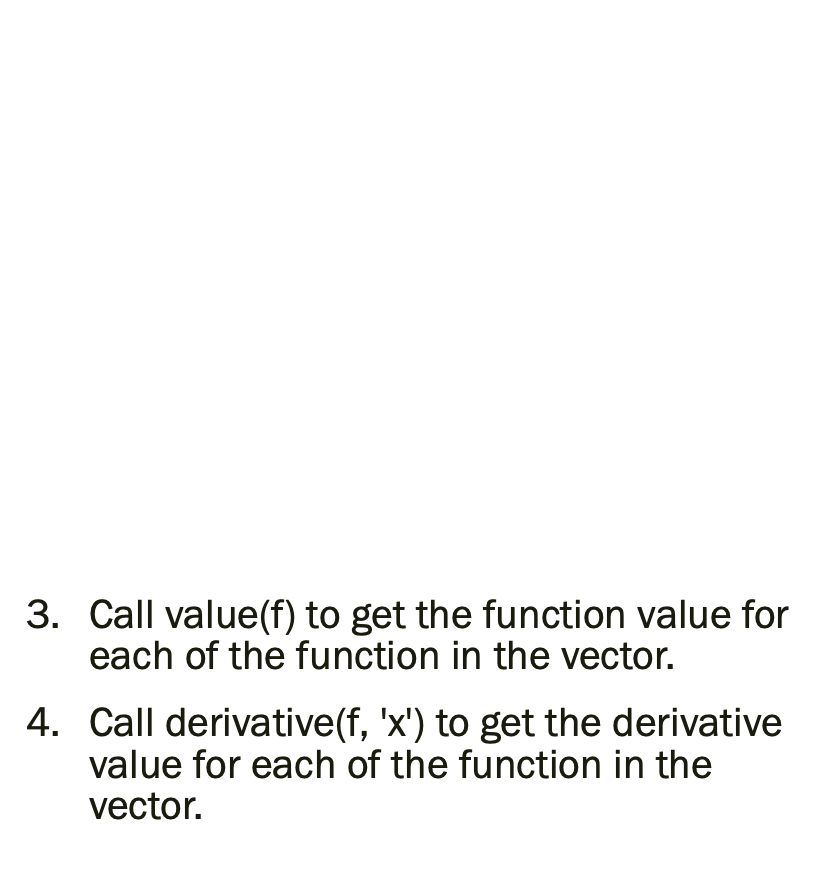 3. Call value(f) to get the function value for
each of the function in the vector.
4. Call derivative(f, 'x') to get the derivative
value for each of the function in the
vector.